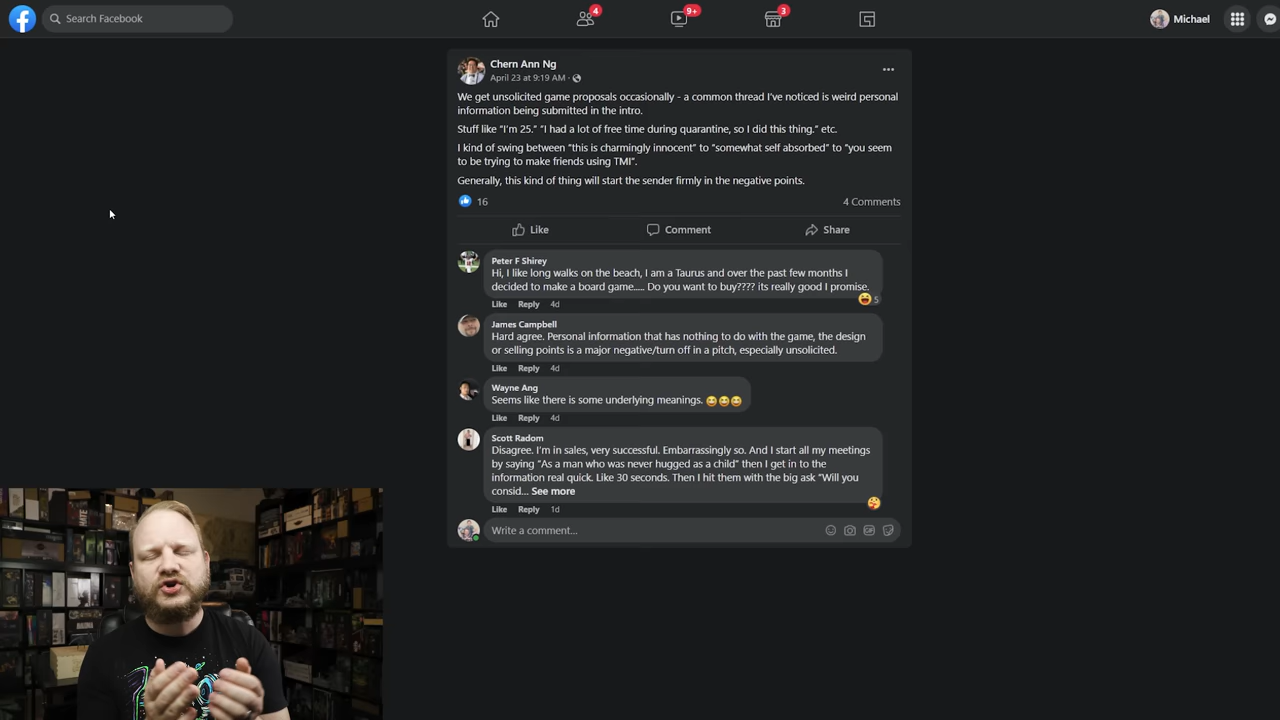 Search Facebook
4
9+
3
Michael
Chern Ann Ng
April 23 at 9:19 AM ·
We get unsolicited game proposals occasionally - a common thread I've noticed is weird personal
information being submitted in the intro.
Stuff like "I'm 25." "I had a lot of free time during quarantine, so I did this thing." etc.
I kind of swing between "this is charmingly innocent" to "somewhat self absorbed" to "you seem
to be trying to make friends using TMI".
Generally, this kind of thing will start the sender firmly in the negative points.
16
4 Comments
Like
Comment
Share
Peter F Shirey
Hi, I like long walks on the beach, I am a Taurus and over the past few months I
decided to make a board game..... Do you want to buy???? its really good I promise.
5
Like Reply 4d
James Campbell
Hard agree. Personal information that has nothing to do with the game, the design
or selling points is a major negative/turn off in a pitch, especially unsolicited.
Like Reply 4d
Wayne Ang
Seems like there is some underlying meanings. 😆😆😆
Like Reply 4d
Scott Radom
Disagree. I'm in sales, very successful. Embarrassingly so. And I start all my meetings
by saying "As a man who was never hugged as a child" then I get in to the
information real quick. Like 30 seconds. Then I hit them with the big ask "Will you
consid... See more
Like Reply 1d
Write a comment...
GIF